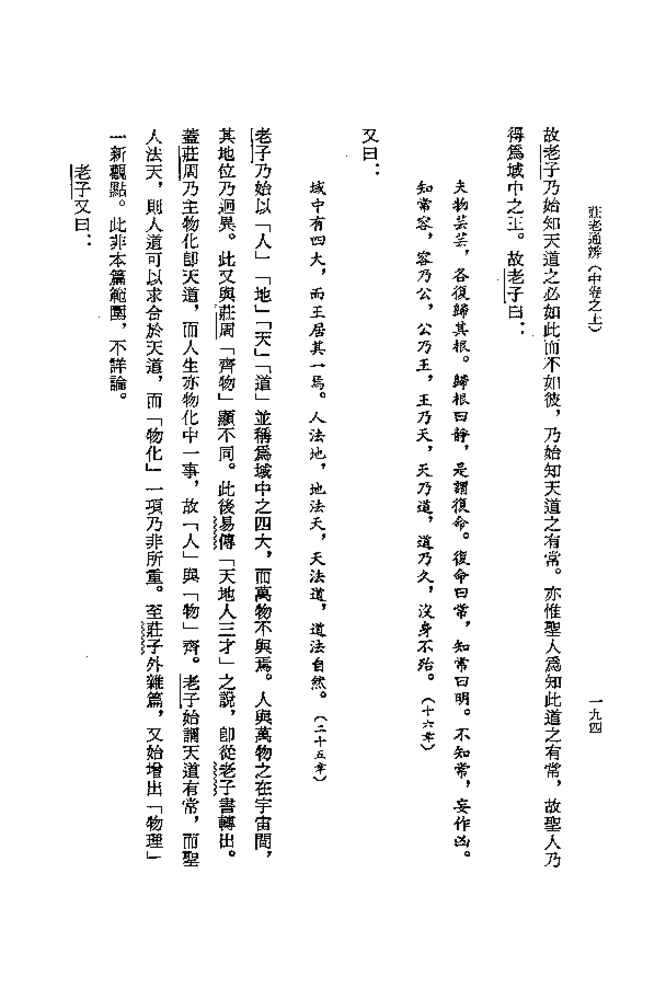 莊老通辨（中卷之上）
一九四
故老子乃始知天道之必如此而不如彼，乃始知天道之有常。亦惟聖人爲知此道之有常，故聖人乃
得爲域中之王。故老子曰：
夫物芸芸，各復歸其根。歸根曰靜，是謂復命。復命曰常，知常曰明。不知常，妄作凶。
知常容，容乃公，公乃王，王乃天，天乃道，道乃久，沒身不殆。（十六章）
又曰：
域中有四大，而王居其一焉。人法地，地法天，天法道，道法自然。（二十五章）
老子乃始以「人」「地」「天」「道」並稱爲域中之四大，而萬物不與焉。人與萬物之在宇宙間，
其地位乃迥異。此又與莊周「齊物」顯不同。此後易傳「天地人三才」之說，卽從老子書轉出。
蓋莊周乃主物化卽天道，而人生亦物化中一事，故「人」與「物」齊。老子始謂天道有常，而聖
人法天，則人道可以求合於天道，而「物化」一項乃非所重。至莊子外雜篇，又始增出「物理」
一新觀點。此非本篇範圍，不詳論。
老子又曰：